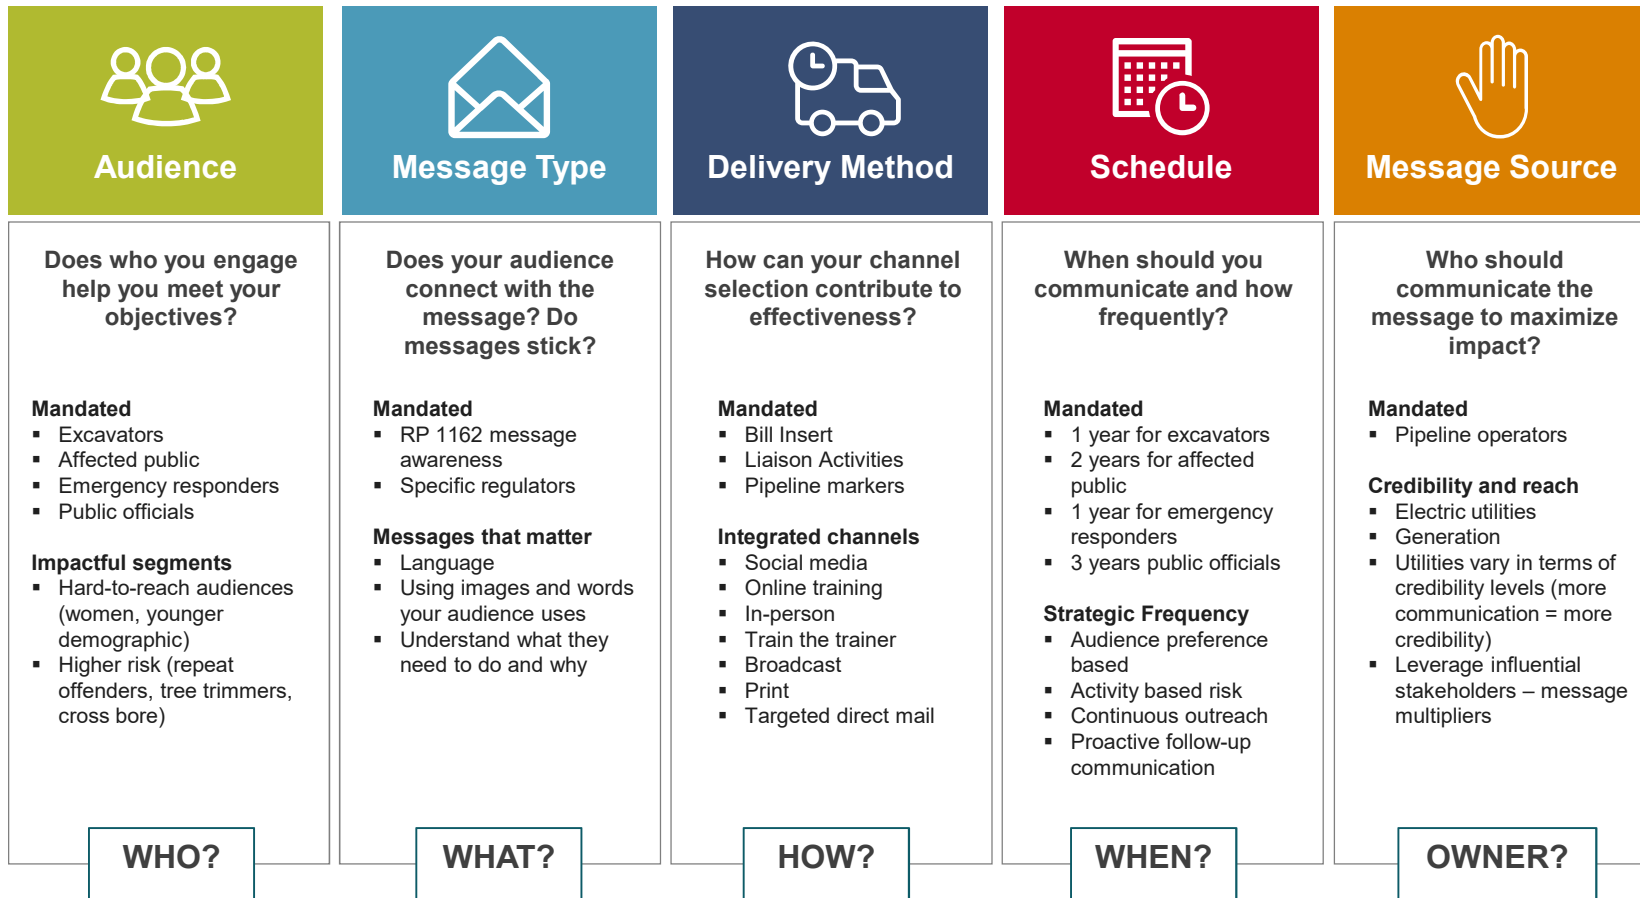 Audience
Does who you engage
help you meet your
objectives?
Mandated
▪ Excavators
▪ Affected public
▪ Emergency responders
▪ Public officials
Impactful segments
▪ Hard-to-reach audiences
(women, younger
demographic)
▪ Higher risk (repeat
offenders, tree trimmers,
cross bore)
WHO?
Message Type
Does your audience
connect with the
message? Do
messages stick?
Mandated
▪ RP 1162 message
awareness
▪ Specific regulators
Messages that matter
▪ Language
▪ Using images and words
your audience uses
▪ Understand what they
need to do and why
WHAT?
Delivery Method
How can your channel
selection contribute to
effectiveness?
Mandated
▪ Bill Insert
▪ Liaison Activities
▪ Pipeline markers
Integrated channels
▪ Social media
▪ Online training
▪ In-person
▪ Train the trainer
▪ Broadcast
▪ Print
▪ Targeted direct mail
HOW?
Schedule
When should you
communicate and how
frequently?
Mandated
▪ 1 year for excavators
▪ 2 years for affected
public
▪ 1 year for emergency
responders
▪ 3 years public officials
Strategic Frequency
▪ Audience preference
based
▪ Activity based risk
▪ Continuous outreach
▪ Proactive follow-up
communication
WHEN?
Message Source
Who should
communicate the
message to maximize
impact?
Mandated
▪ Pipeline operators
Credibility and reach
▪ Electric utilities
▪ Generation
▪ Utilities vary in terms of
credibility levels (more
communication = more
credibility)
▪ Leverage influential
stakeholders – message
multipliers
OWNER?